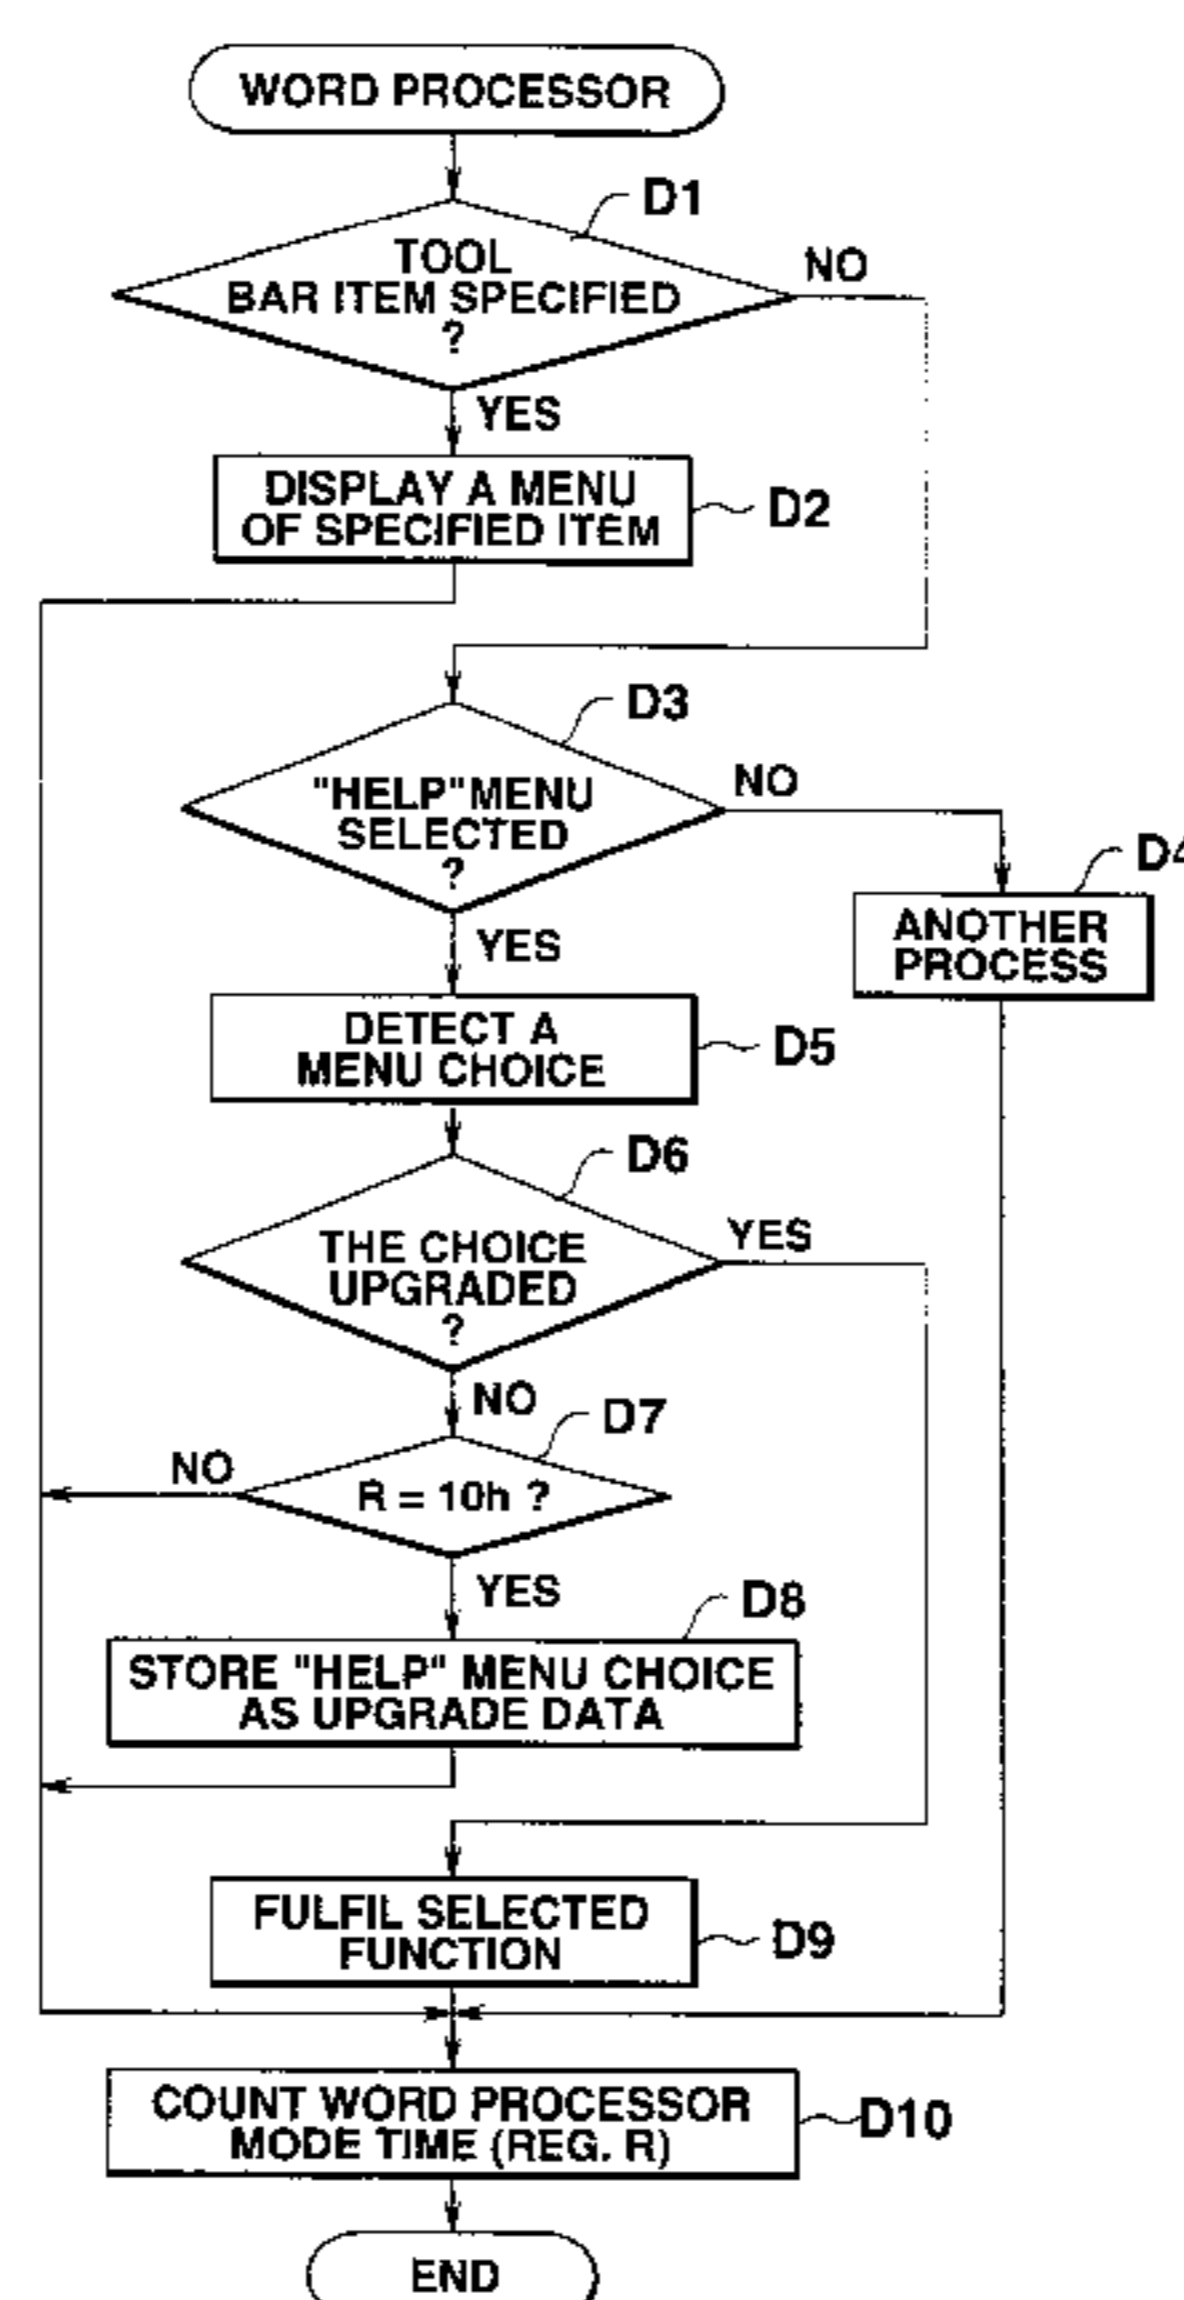 WORD PROCESSOR
D1
TOOL
BAR ITEM SPECIFIED
?
NO
YES
DISPLAY A MENU
OF SPECIFIED ITEM
D2
D3
"HELP"MENU
SELECTED
?
NO
D4
ANOTHER
PROCESS
YES
DETECT A
MENU CHOICE
D5
D6
THE CHOICE
UPGRADED
?
YES
NO
D7
R = 10h ?
NO
YES
D8
STORE "HELP" MENU CHOICE
AS UPGRADE DATA
FULFIL SELECTED
FUNCTION
D9
COUNT WORD PROCESSOR
MODE TIME (REG. R)
D10
END